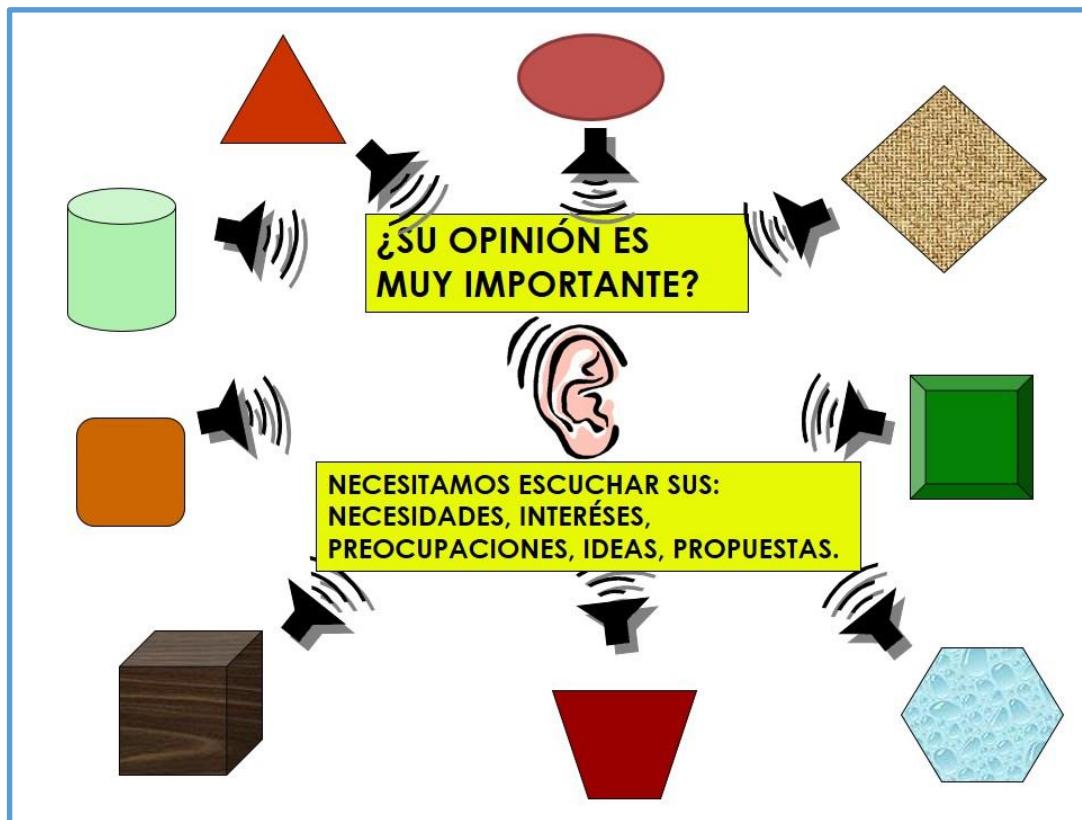 ¿SU OPINIÓN ES
MUY IMPORTANTE?
NECESITAMOS ESCUCHAR SUS:
NECESIDADES, INTERÉSES,
PREOCUPACIONES, IDEAS, PROPUESTAS.